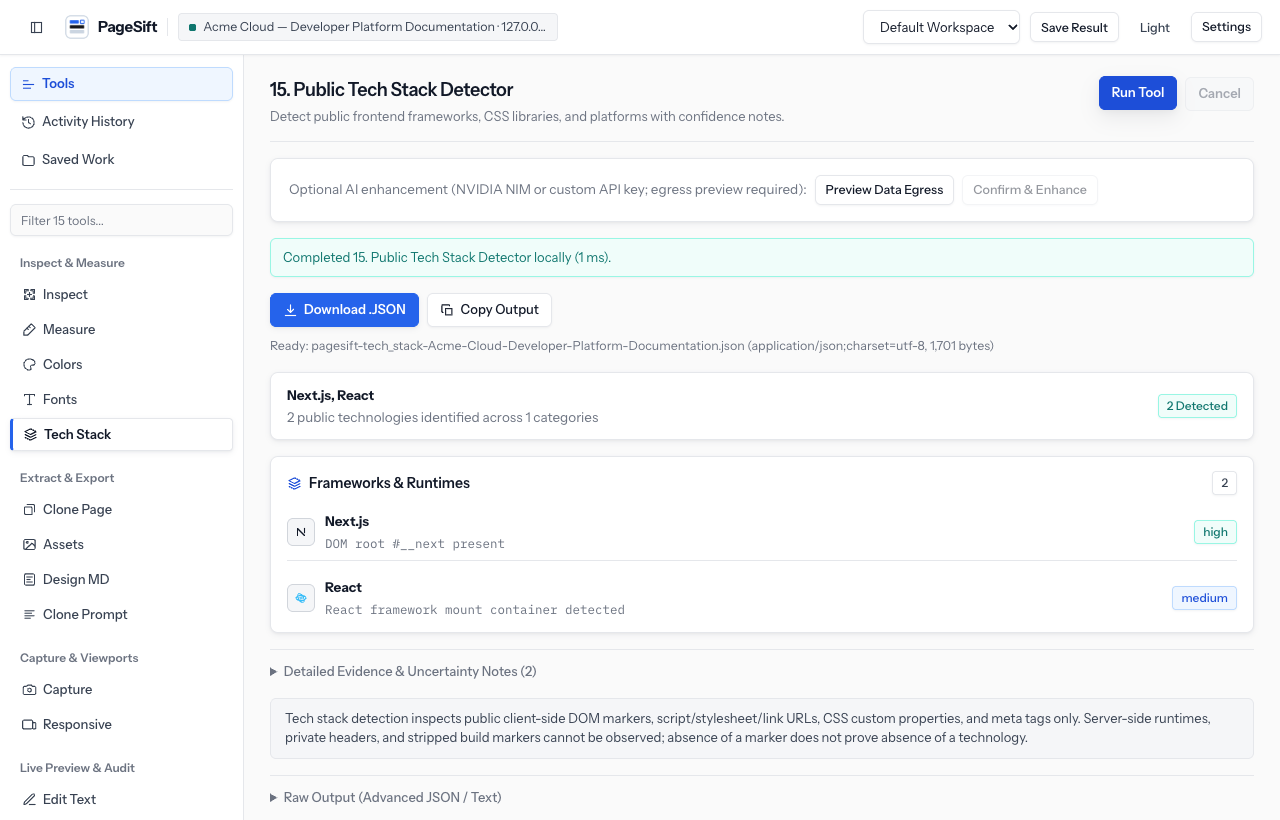 PageSift
Acme Cloud — Developer Platform Documentation · 127.0.0...
Default Workspace
Save Result
Light
Settings
Tools
Activity History
Saved Work
Filter 15 tools...
Inspect & Measure
Inspect
Measure
Colors
Fonts
Tech Stack
Extract & Export
Clone Page
Assets
Design MD
Clone Prompt
Capture & Viewports
Capture
Responsive
Live Preview & Audit
Edit Text
15. Public Tech Stack Detector
Detect public frontend frameworks, CSS libraries, and platforms with confidence notes.
Run Tool
Cancel
Optional AI enhancement (NVIDIA NIM or custom API key; egress preview required):
Preview Data Egress
Confirm & Enhance
Completed 15. Public Tech Stack Detector locally (1 ms).
Download .JSON
Copy Output
Ready: pagesift-tech_stack-Acme-Cloud-Developer-Platform-Documentation.json (application/json;charset=utf-8, 1,701 bytes)
Next.js, React
2 public technologies identified across 1 categories
2 Detected
Frameworks & Runtimes
2
N
Next.js
DOM root #__next present
high
React
React framework mount container detected
medium
Detailed Evidence & Uncertainty Notes (2)
Tech stack detection inspects public client-side DOM markers, script/stylesheet/link URLs, CSS custom properties, and meta tags only. Server-side runtimes,
private headers, and stripped build markers cannot be observed; absence of a marker does not prove absence of a technology.
Raw Output (Advanced JSON / Text)